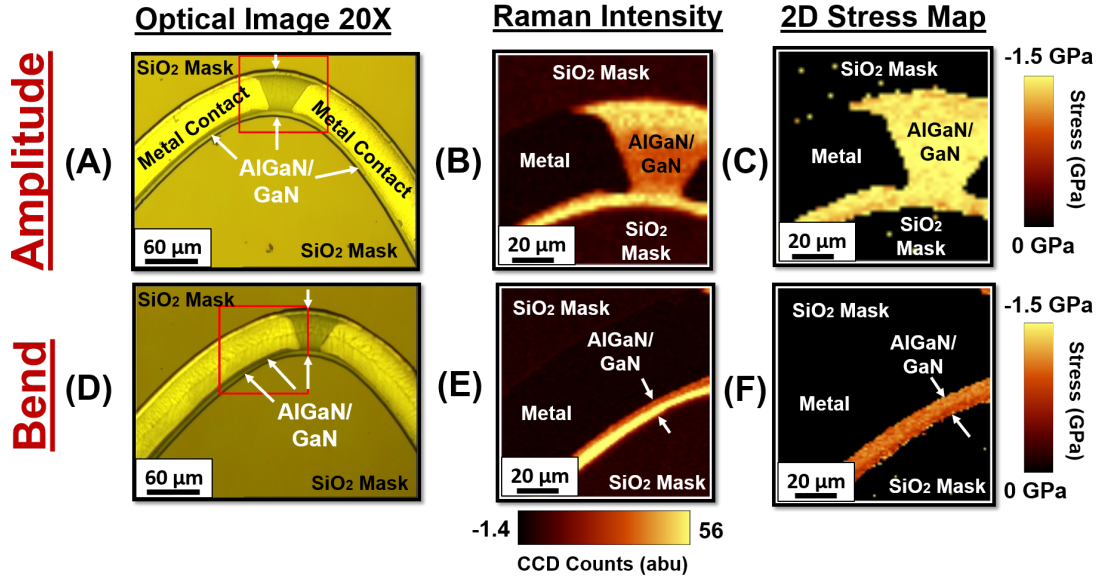 Optical Image 20X
Raman Intensity
2D Stress Map
Amplitude
(A)
SiO2 Mask
Metal Contact
Metal Contact
AlGaN/
GaN
SiO2 Mask
60 µm
(B)
SiO2 Mask
Metal
AlGaN/
GaN
SiO2
Mask
20 µm
(C)
SiO2 Mask
Metal
AlGaN/
GaN
SiO2
Mask
20 µm
-1.5 GPa
Stress (GPa)
0 GPa
Bend
(D)
SiO2 Mask
AlGaN/
GaN
SiO2 Mask
60 µm
(E)
SiO2 Mask
AlGaN/
GaN
Metal
SiO2 Mask
20 µm
(F)
SiO2 Mask
AlGaN/
GaN
Metal
SiO2 Mask
20 µm
-1.5 GPa
Stress (GPa)
0 GPa
-1.4
56
CCD Counts (abu)